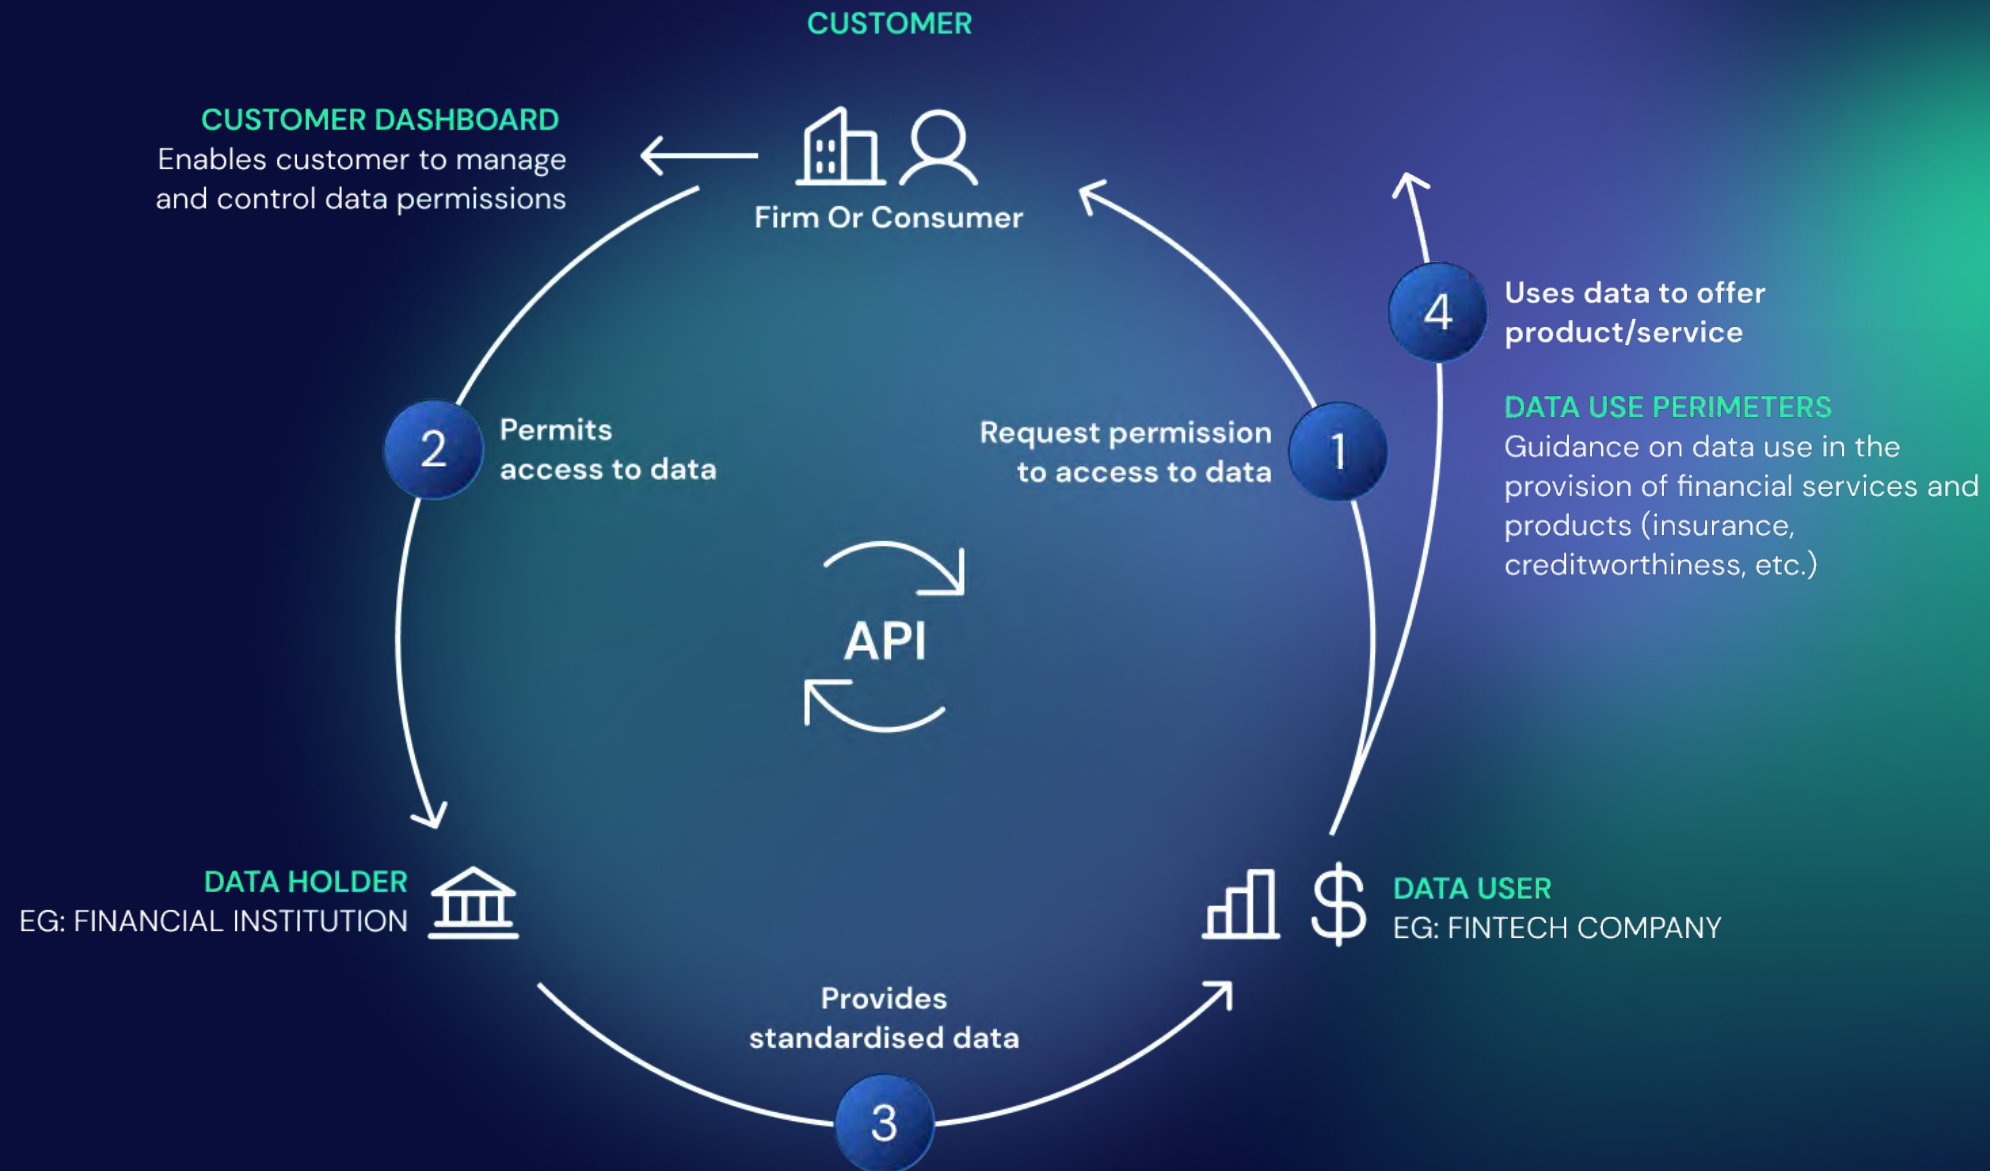 CUSTOMER
CUSTOMER DASHBOARD
Enables customer to manage
and control data permissions
Firm Or Consumer
4
Uses data to offer
product/service
DATA USE PERIMETERS
Guidance on data use in the
provision of financial services and
products (insurance,
creditworthiness, etc.)
2
Permits
access to data
Request permission
to access to data
1
API
DATA HOLDER
EG: FINANCIAL INSTITUTION
$
DATA USER
EG: FINTECH COMPANY
Provides
standardised data
3